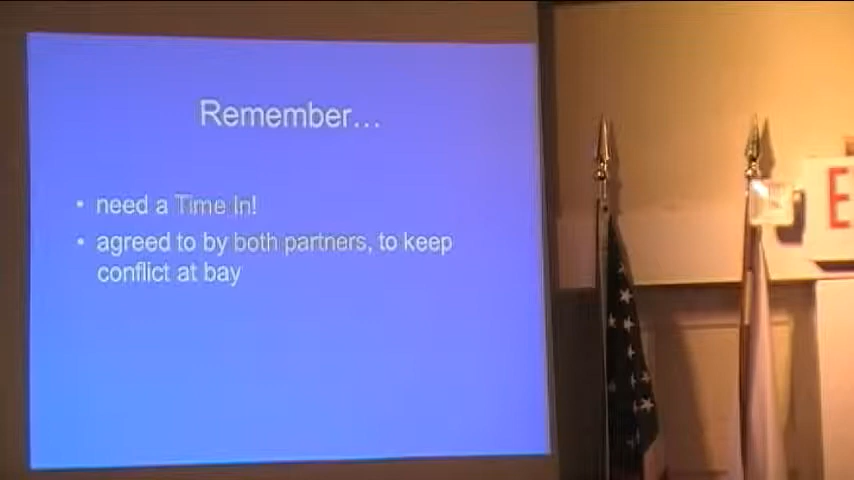 Remember...
• need a Time In!
• agreed to by both partners, to keep
conflict at bay
E